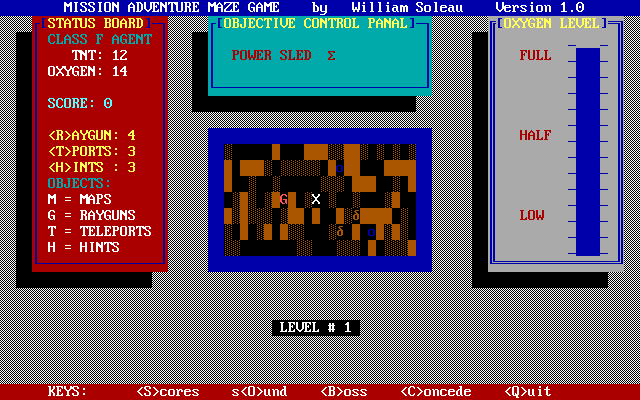 MISSION ADVENTURE MAZE GAME by William Soleau Version 1.0
STATUS BOARD
CLASS F AGENT
TNT: 12
OXYGEN: 14
SCORE: 0
<R>AYGUN: 4
<T>PORTS: 3
<H>INTS : 3
OBJECTS:
M = MAPS
G = RAYGUNS
T = TELEPORTS
H = HINTS
OBJECTIVE CONTROL PANAL
POWER SLED Σ
G X
δ
δ
LEVEL # 1
OXYGEN LEVEL
FULL
HALF
LOW
KEYS: <S>cores s<O>und <B>oss <C>oncede <Q>uit